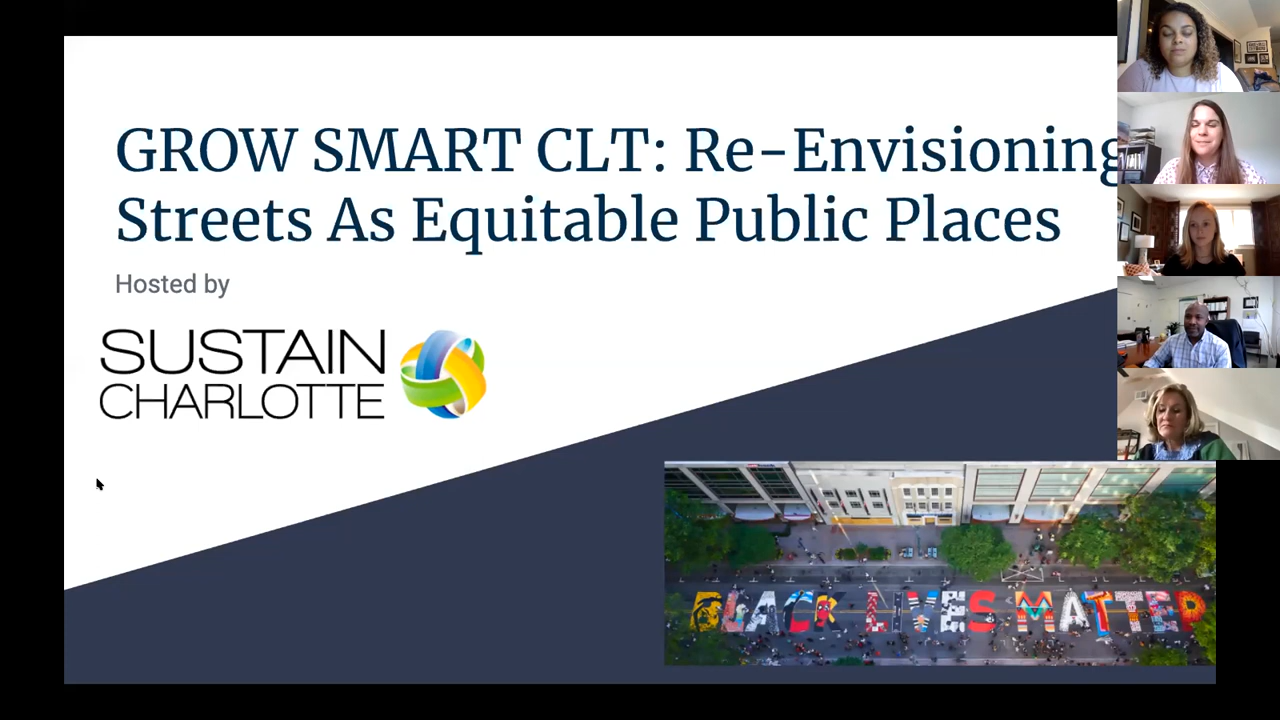 GROW SMART CLT: Re-Envisioning
Streets As Equitable Public Places
Hosted by
SUSTAIN
CHARLOTTE
BLACK LIVES MATTER